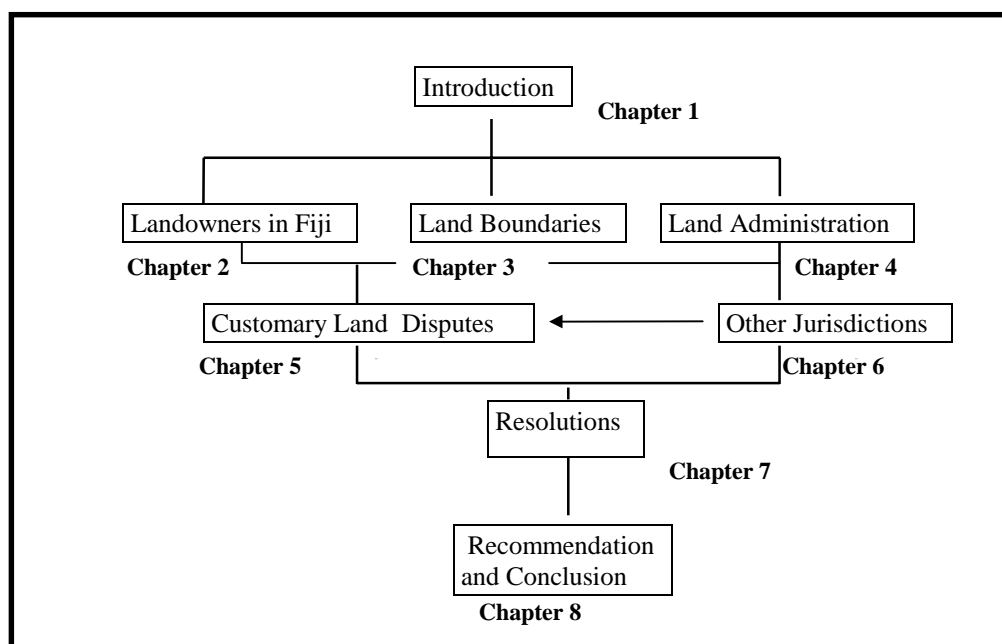 Introduction
Chapter 1
Landowners in Fiji
Land Boundaries
Land Administration
Chapter 2
Chapter 3
Chapter 4
Customary Land Disputes
Other Jurisdictions
Chapter 5
Chapter 6
Resolutions
Chapter 7
Recommendation
and Conclusion
Chapter 8